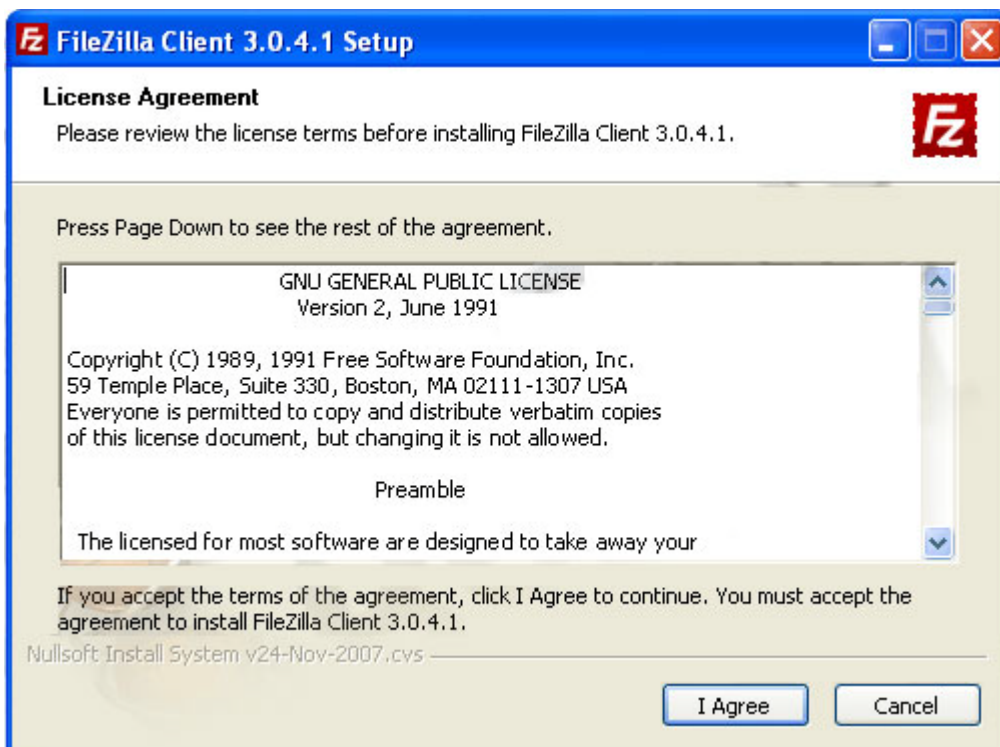 FileZilla Client 3.0.4.1 Setup
License Agreement
Please review the license terms before installing FileZilla Client 3.0.4.1.
Fz
Press Page Down to see the rest of the agreement.
GNU GENERAL PUBLIC LICENSE
Version 2, June 1991
Copyright (C) 1989, 1991 Free Software Foundation, Inc.
59 Temple Place, Suite 330, Boston, MA 02111-1307 USA
Everyone is permitted to copy and distribute verbatim copies
of this license document, but changing it is not allowed.
Preamble
The licensed for most software are designed to take away your
If you accept the terms of the agreement, click I Agree to continue. You must accept the
agreement to install FileZilla Client 3.0.4.1.
Nullsoft Install System v24-Nov-2007.cvs
I Agree
Cancel